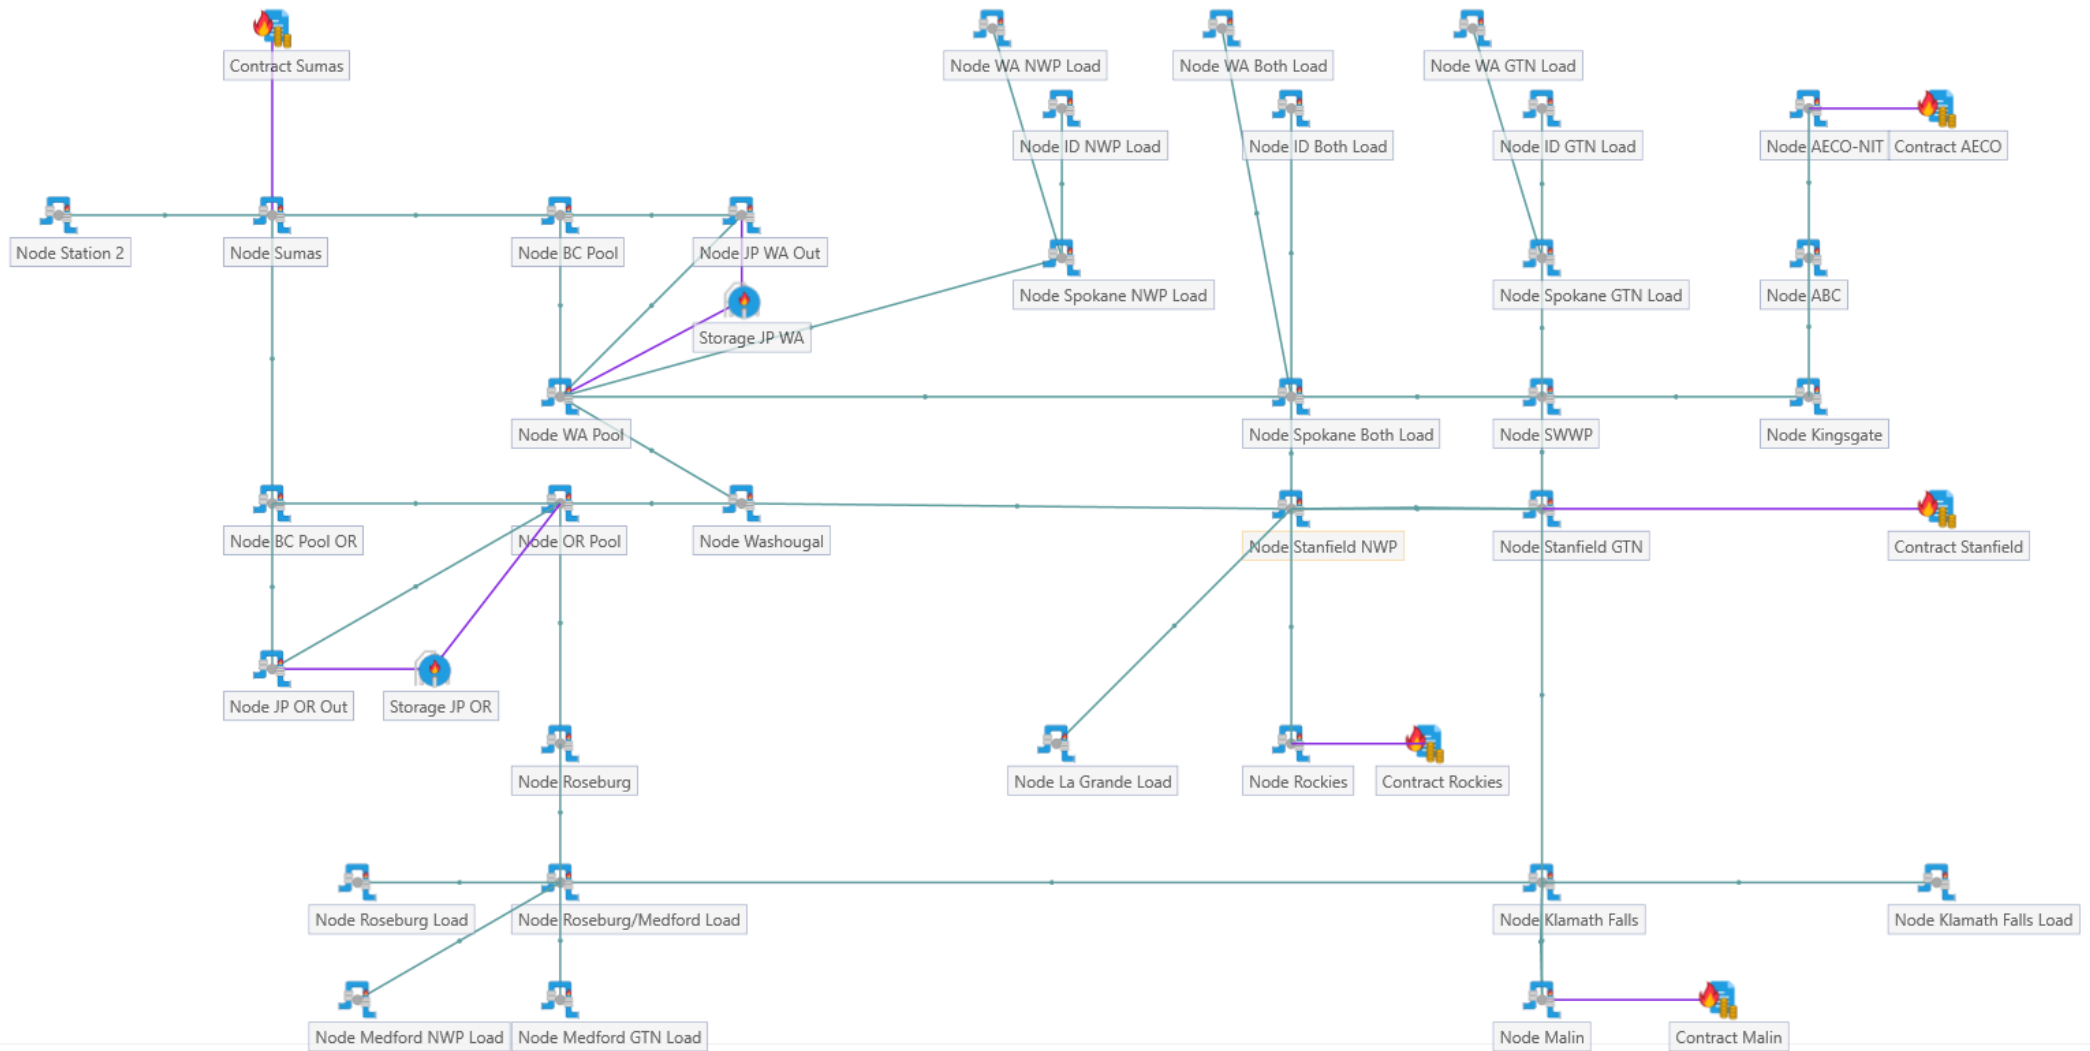 Contract Sumas
Node WA NWP Load
Node WA Both Load
Node WA GTN Load
Node ID NWP Load
Node ID Both Load
Node ID GTN Load
Node AECO-NIT
Contract AECO
Node Station 2
Node Sumas
Node BC Pool
Node JP WA Out
Node Spokane NWP Load
Node Spokane GTN Load
Node ABC
Storage JP WA
Node WA Pool
Node Spokane Both Load
Node SWWP
Node Kingsgate
Node BC Pool OR
Node OR Pool
Node Washougal
Node Stanfield NWP
Node Stanfield GTN
Contract Stanfield
Node JP OR Out
Storage JP OR
Node Roseburg
Node La Grande Load
Node Rockies
Contract Rockies
Node Roseburg Load
Node Roseburg/Medford Load
Node Klamath Falls
Node Klamath Falls Load
Node Medford NWP Load
Node Medford GTN Load
Node Malin
Contract Malin